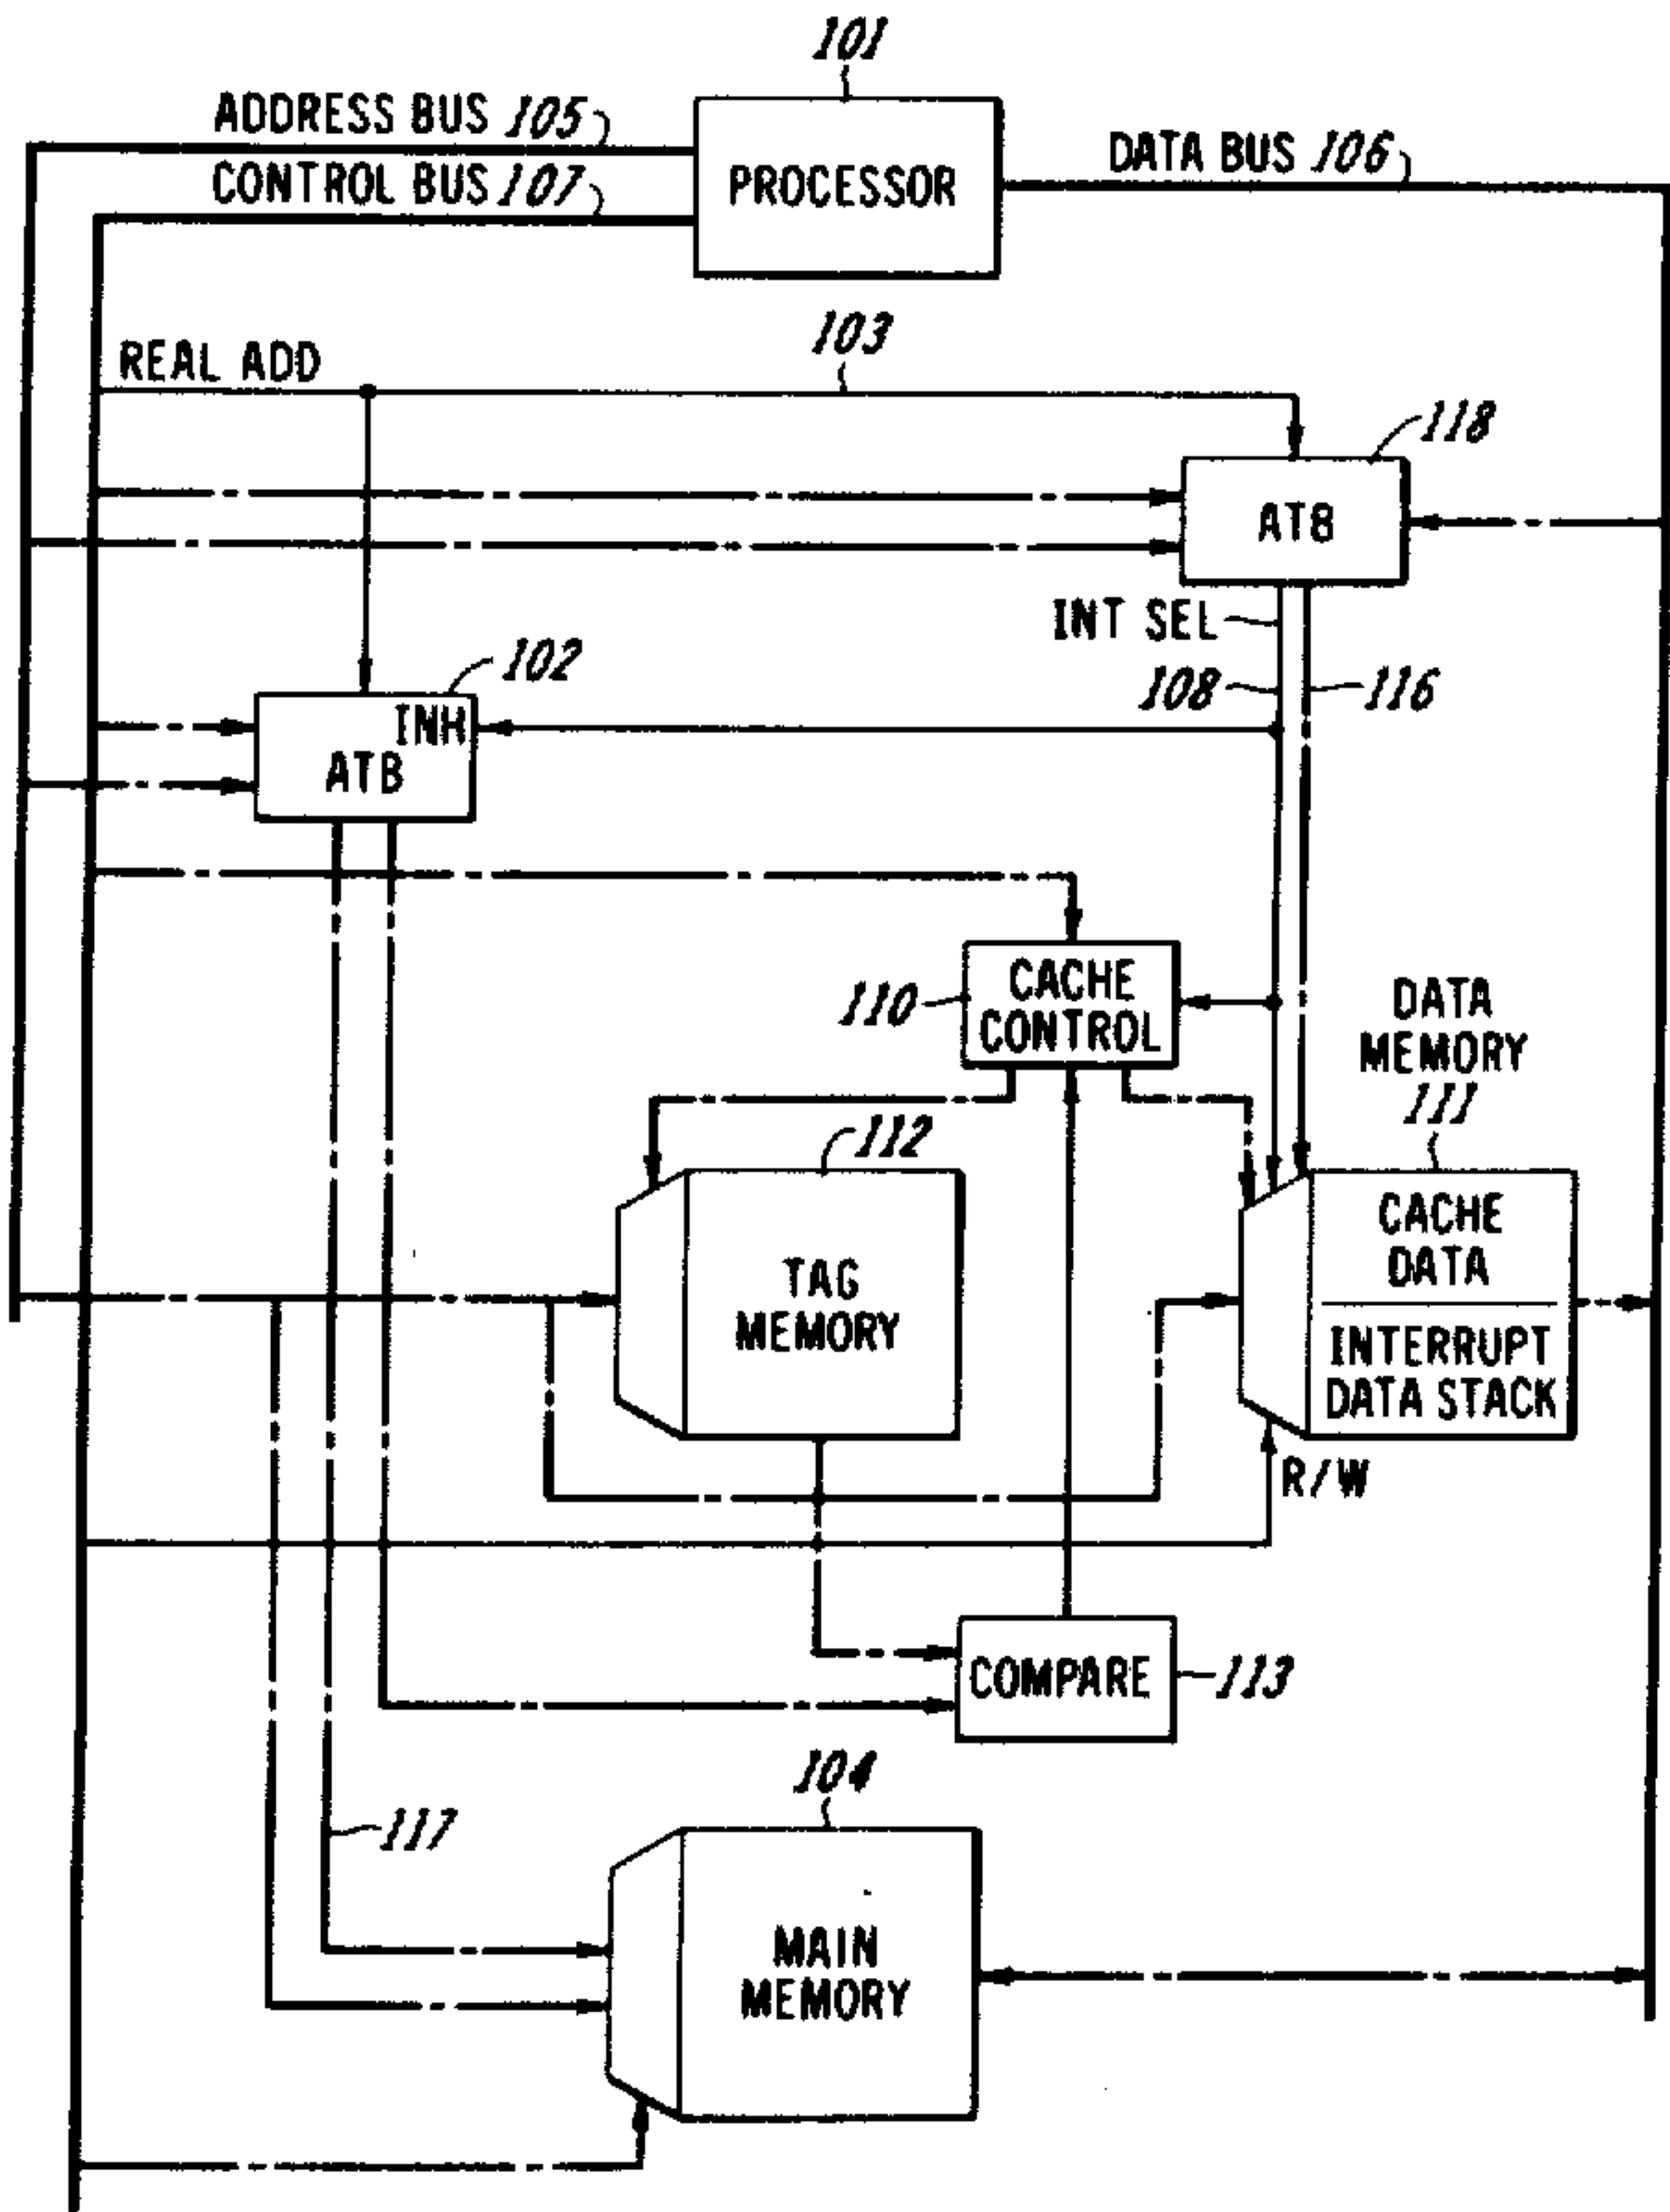 101
ADDRESS BUS 105
CONTROL BUS 107
PROCESSOR
DATA BUS 106
REAL ADD
103
118
ATB
INT SEL
102
108
116
INH
ATB
110
CACHE
CONTROL
DATA
MEMORY
111
112
TAG
MEMORY
CACHE
DATA
INTERRUPT
DATA STACK
R/W
COMPARE
113
104
117
MAIN
MEMORY